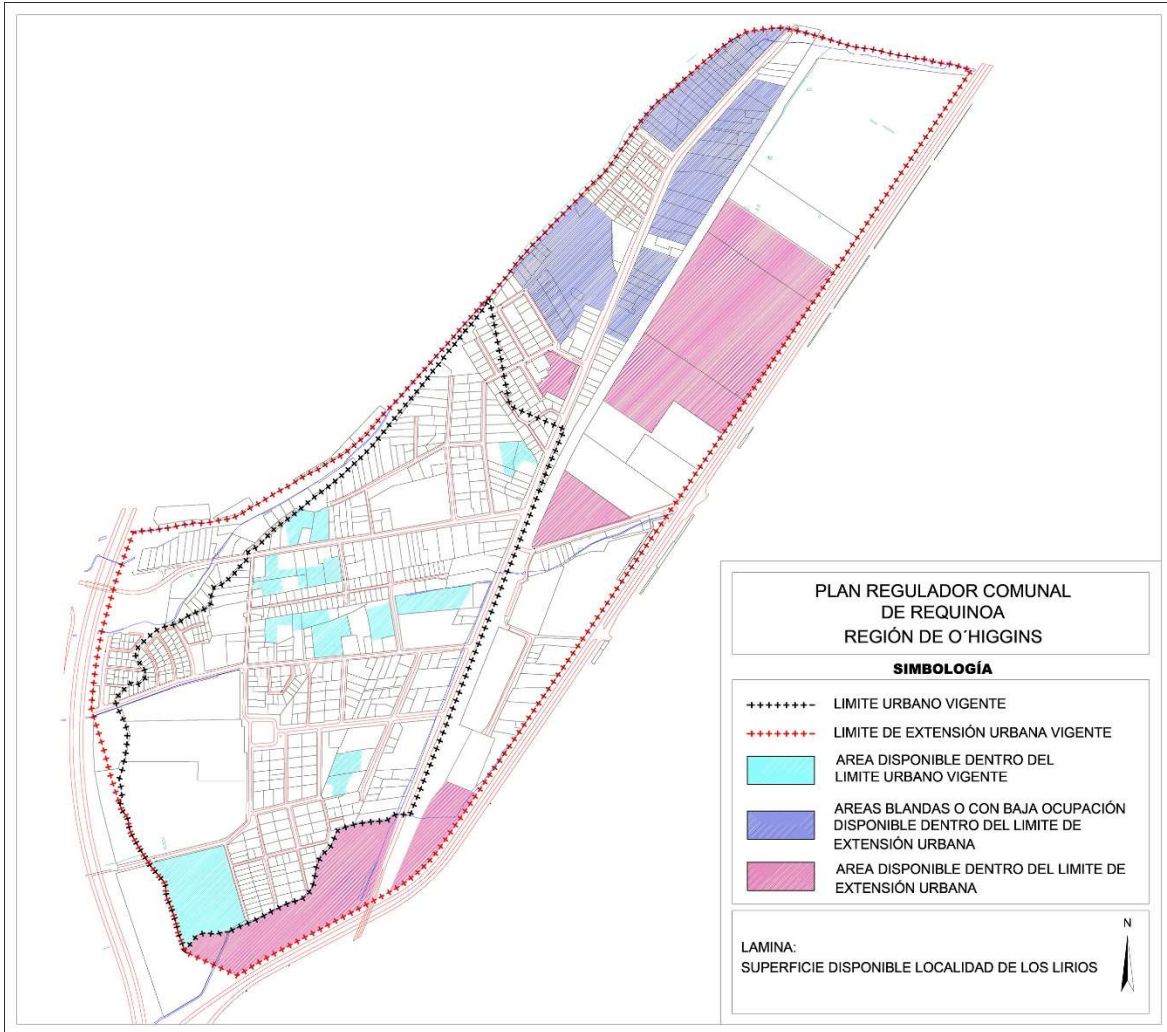 PLAN REGULADOR COMUNAL
DE REQUINOA
REGIÓN DE O´HIGGINS
SIMBOLOGÍA
LIMITE URBANO VIGENTE
LIMITE DE EXTENSIÓN URBANA VIGENTE
AREA DISPONIBLE DENTRO DEL
LIMITE URBANO VIGENTE
AREAS BLANDAS O CON BAJA OCUPACIÓN
DISPONIBLE DENTRO DEL LIMITE DE
EXTENSIÓN URBANA
AREA DISPONIBLE DENTRO DEL LIMITE DE
EXTENSIÓN URBANA
N
LAMINA:
SUPERFICIE DISPONIBLE LOCALIDAD DE LOS LIRIOS